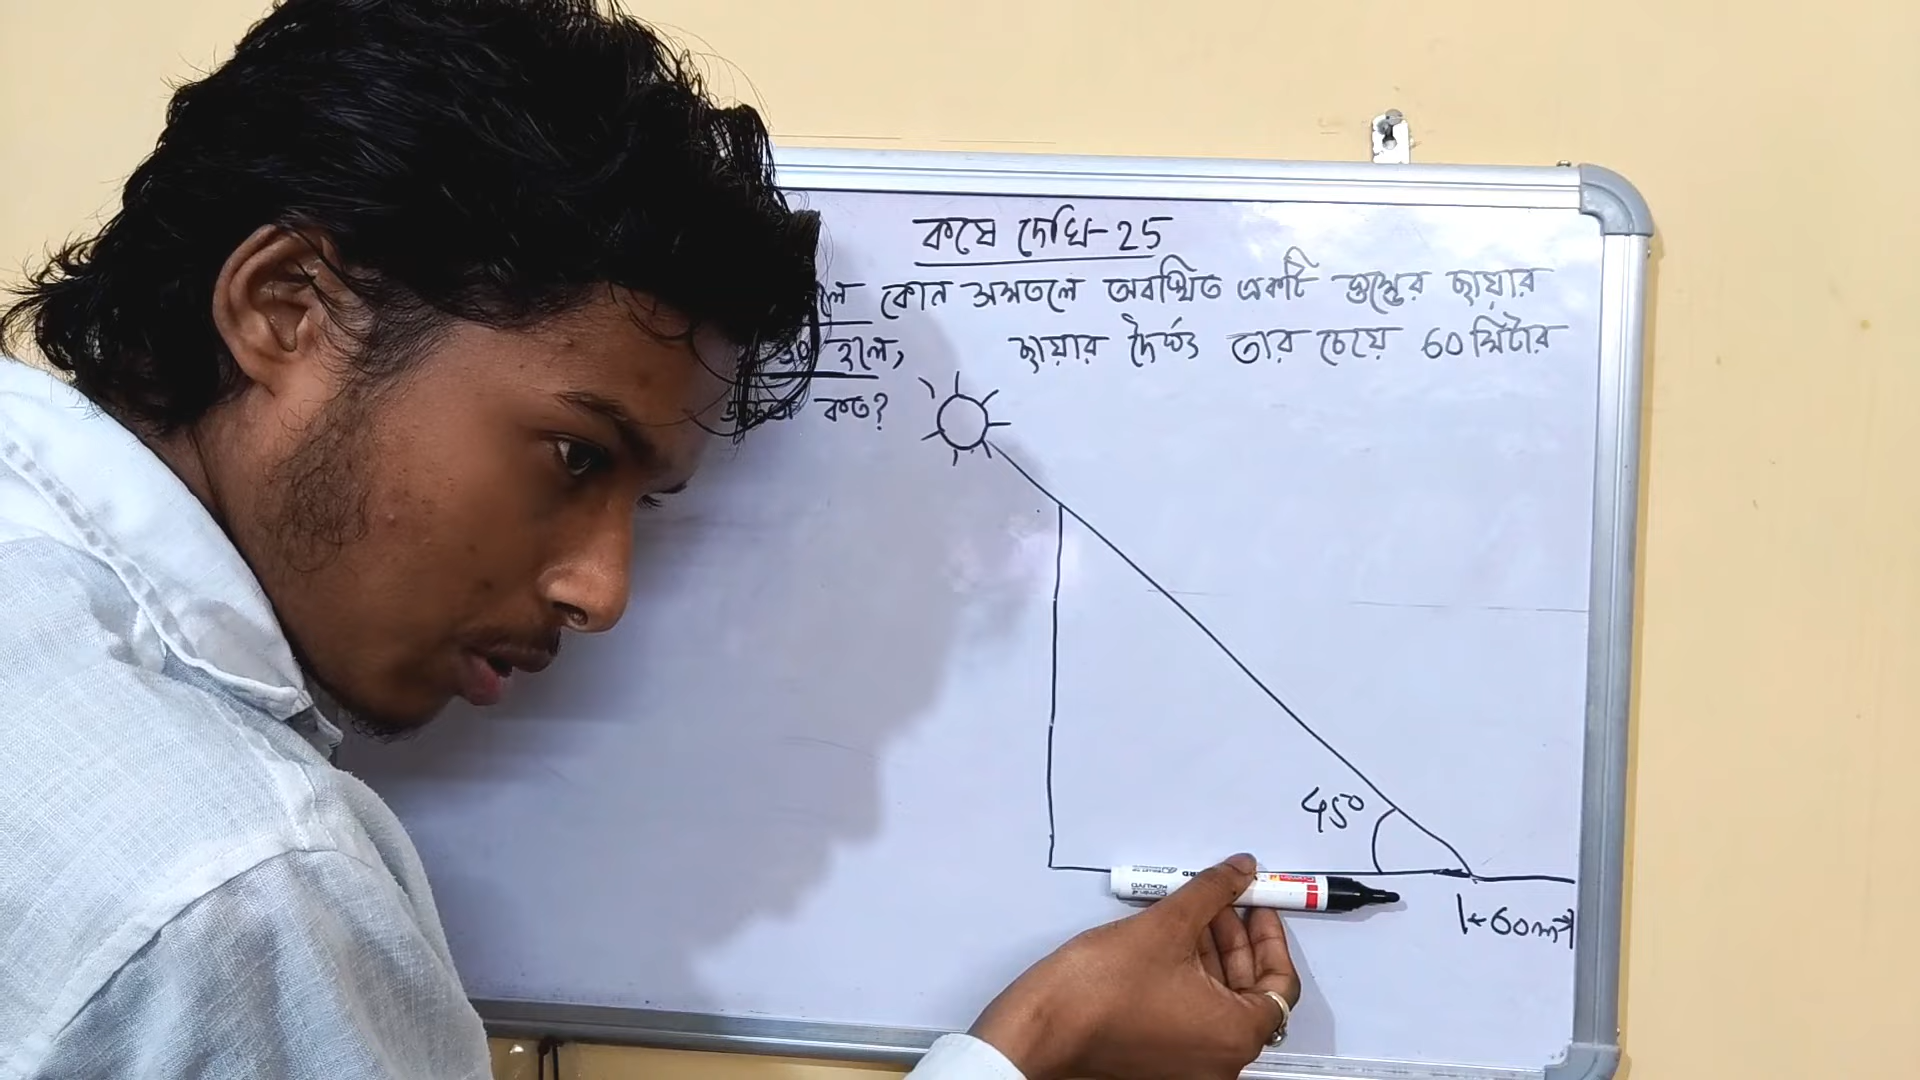 কষে দেখি-25
কোন সমতলে অবস্থিত একটি স্তম্ভের ছায়ার
হলে, ছায়ার দৈর্ঘ্য তার চেয়ে 60 মিটার
কত?
45°
60m